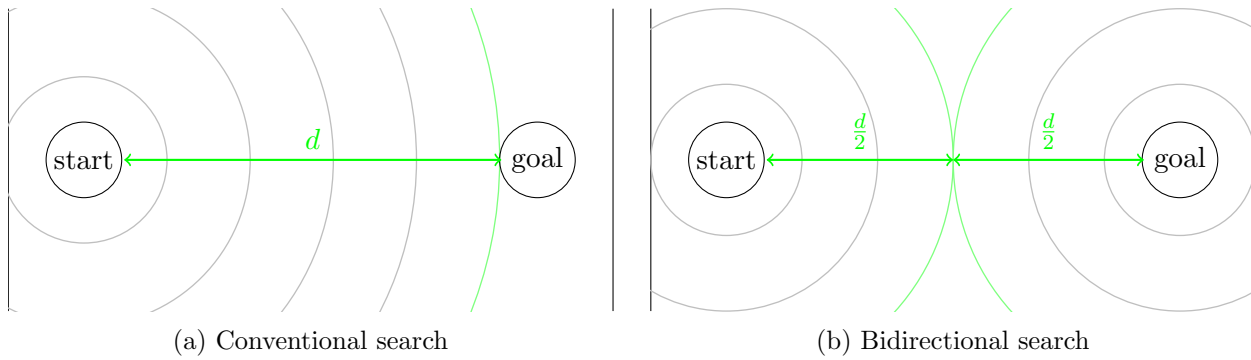 start
d
goal
start
d/2
d/2
goal
(a) Conventional search
(b) Bidirectional search